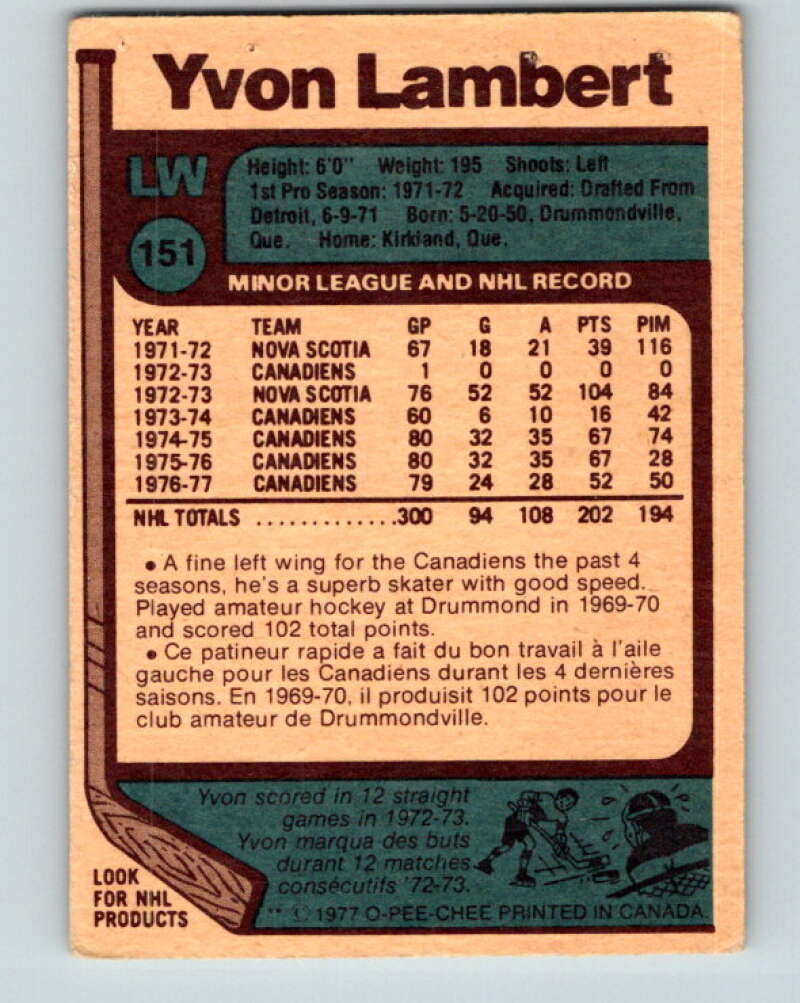 Yvon Lambert
LW
151
Height: 6'0" Weight: 195 Shoots: Left
1st Pro Season: 1971-72 Acquired: Drafted From
Detroit, 6-9-71 Born: 5-20-50, Drummondville,
Que. Home: Kirkland, Que.
MINOR LEAGUE AND NHL RECORD
YEAR TEAM GP G A PTS PIM
1971-72 NOVA SCOTIA 67 18 21 39 116
1972-73 CANADIENS 1 0 0 0 0
1972-73 NOVA SCOTIA 76 52 52 104 84
1973-74 CANADIENS 60 6 10 16 42
1974-75 CANADIENS 80 32 35 67 74
1975-76 CANADIENS 80 32 35 67 28
1976-77 CANADIENS 79 24 28 52 50
NHL TOTALS ..............300 94 108 202 194
• A fine left wing for the Canadiens the past 4
seasons, he's a superb skater with good speed.
Played amateur hockey at Drummond in 1969-70
and scored 102 total points.
• Ce patineur rapide a fait du bon travail à l'aile
gauche pour les Canadiens durant les 4 dernières
saisons. En 1969-70, il produisit 102 points pour le
club amateur de Drummondville.
Yvon scored in 12 straight
games in 1972-73.
Yvon marqua des buts
durant 12 matches
consécutifs '72-73.
LOOK
FOR NHL
PRODUCTS
** © 1977 O-PEE-CHEE PRINTED IN CANADA